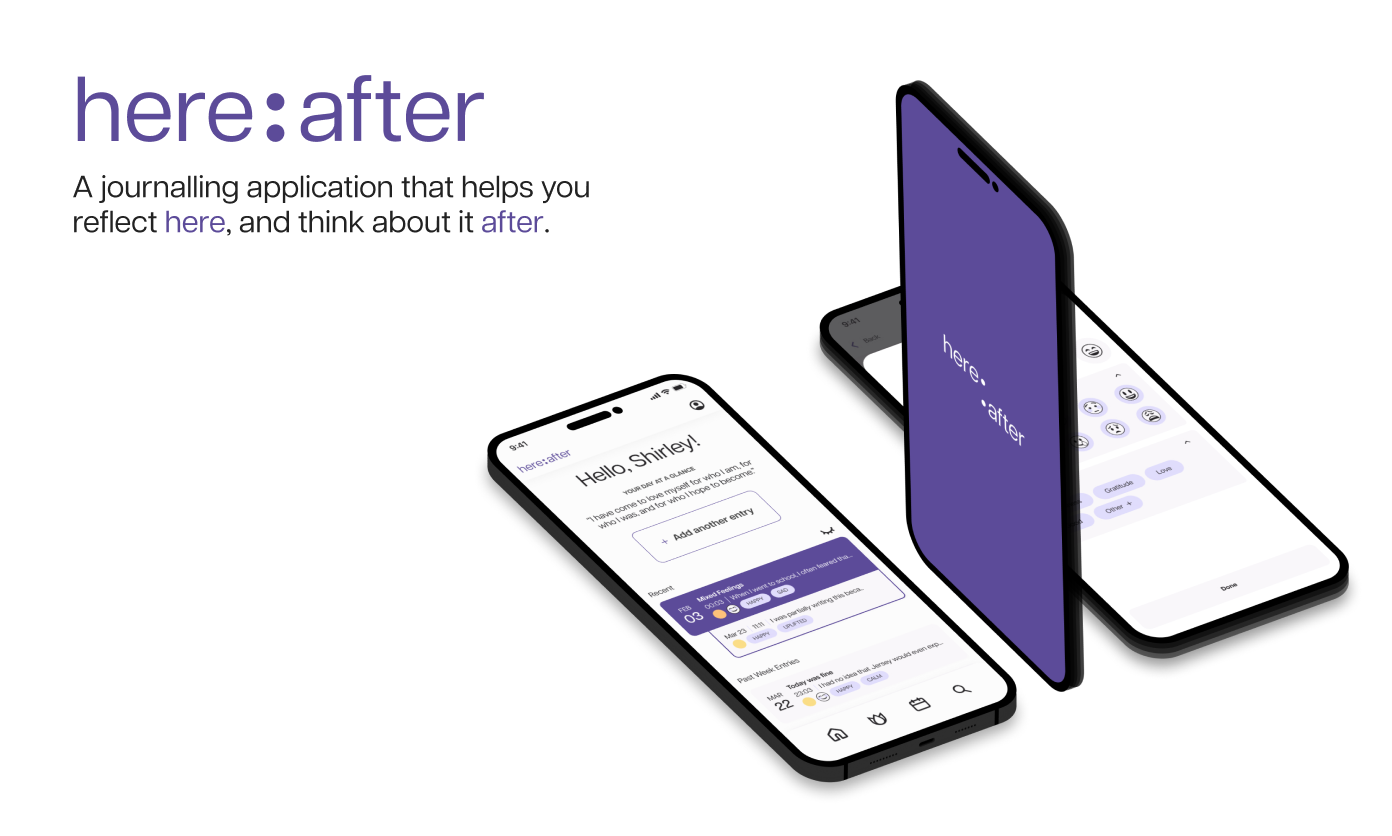 here:after
A journalling application that helps you
reflect here, and think about it after.
9:41
here:after
Hello, Shirley!
YOUR DAY AT A GLANCE
"I have come to love myself for who I am, for
who I was, and for who I hope to become."
+ Add another entry
Recent
FEB
03
Mixed Feelings
00:03 | When I went to school, I often feared tha...
HAPPY SAD
Mar 23 11:11 I was partially writing this beca..
HAPPY UPLIFTED
Past Week Entries
MAR
22
Today was fine
23:03 I had no idea that Jersey would even exp...
HAPPY CALM
here:
:after
9:41
Back
Gratitude Love
Other +
Done